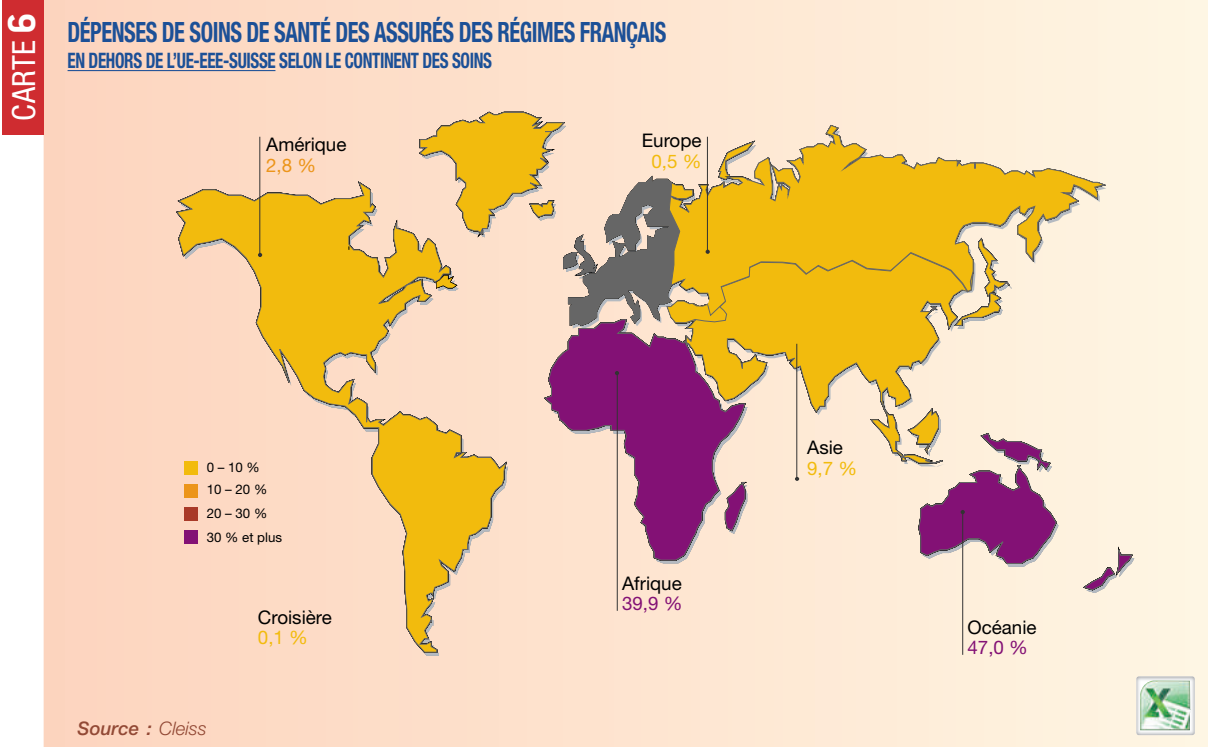 CARTE 6
DÉPENSES DE SOINS DE SANTÉ DES ASSURÉS DES RÉGIMES FRANÇAIS
EN DEHORS DE L'UE-EEE-SUISSE SELON LE CONTINENT DES SOINS
Amérique
2,8 %
Europe
0,5 %
Asie
9,7 %
0 – 10 %
10 – 20 %
20 – 30 %
30 % et plus
Afrique
39,9 %
Croisière
0,1 %
Océanie
47,0 %
Source : Cleiss